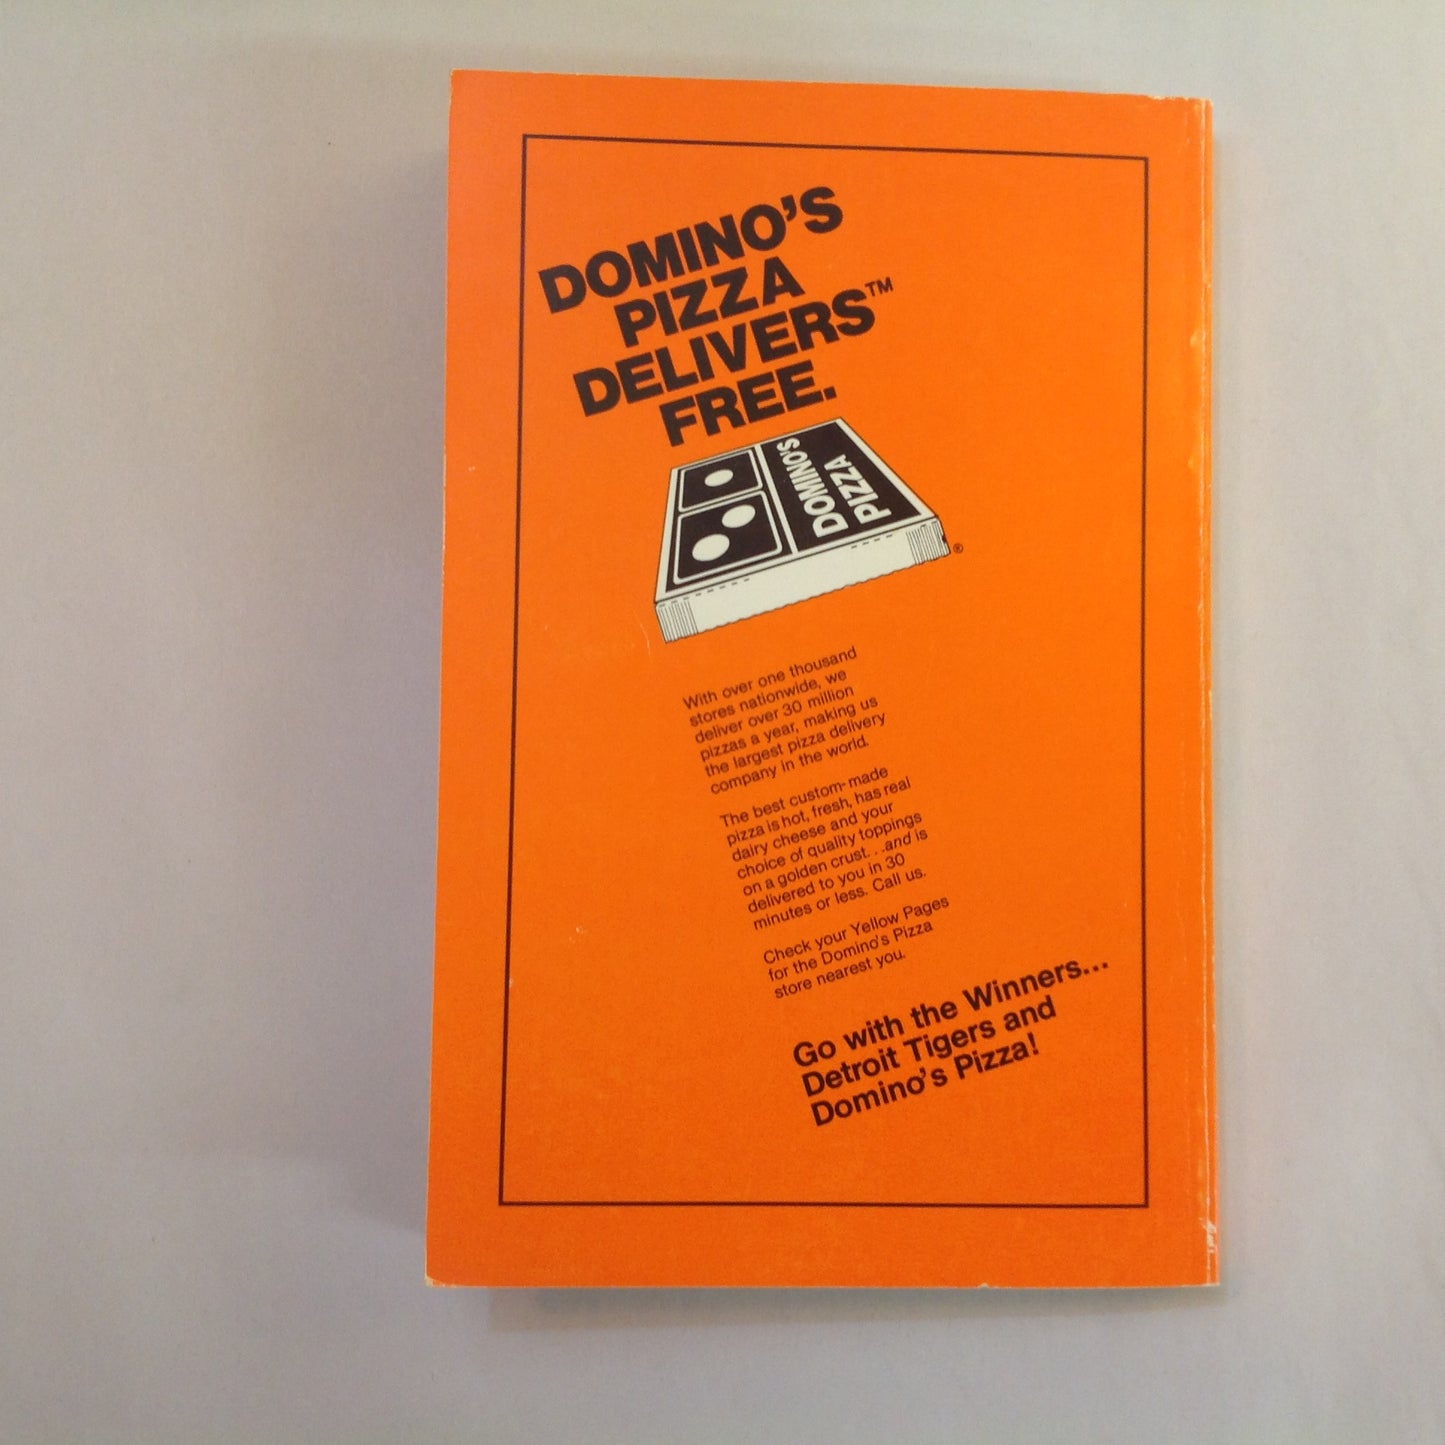 DOMINO'S
PIZZA
DELIVERS™
FREE.
DOMINO'S
PIZZA
®
With over one thousand
stores nationwide, we
deliver over 30 million
pizzas a year, making us
the largest pizza delivery
company in the world.
The best custom-made
pizza is hot, fresh, has real
dairy cheese and your
choice of quality toppings
on a golden crust. . .and is
delivered to you in 30
minutes or less. Call us.
Check your Yellow Pages
for the Domino's Pizza
store nearest you.
Go with the Winners...
Detroit Tigers and
Domino's Pizza!